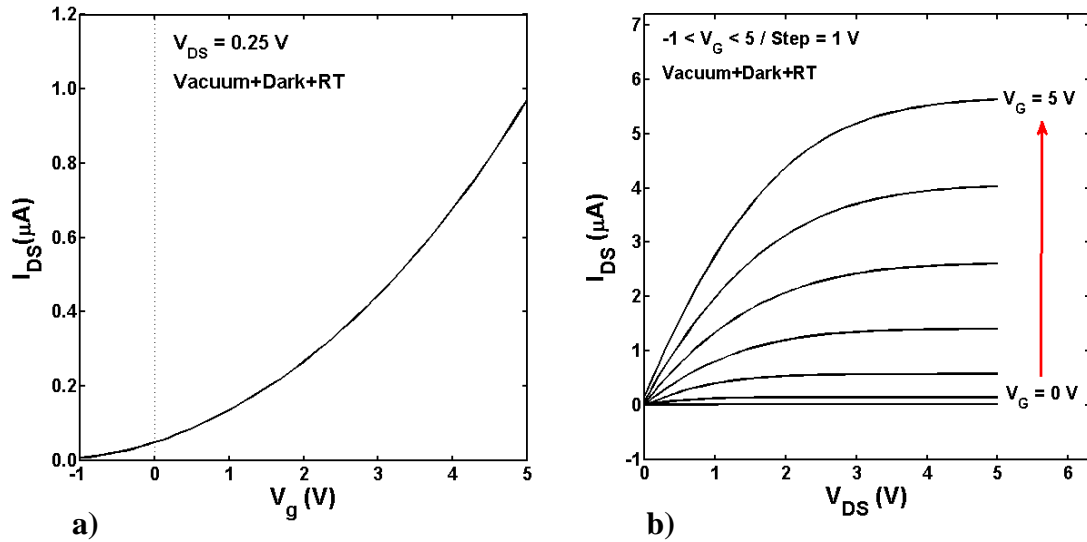 1.2
1.0
0.8
0.6
0.4
0.2
0.0
I_DS(μA)
V_DS = 0.25 V
Vacuum+Dark+RT
-1 0 1 2 3 4 5
V_g (V)
a)
7
6
5
4
3
2
1
0
-1
I_DS (μA)
-1 < V_G < 5 / Step = 1 V
Vacuum+Dark+RT
V_G = 5 V
V_G = 0 V
0 1 2 3 4 5 6
V_DS (V)
b)